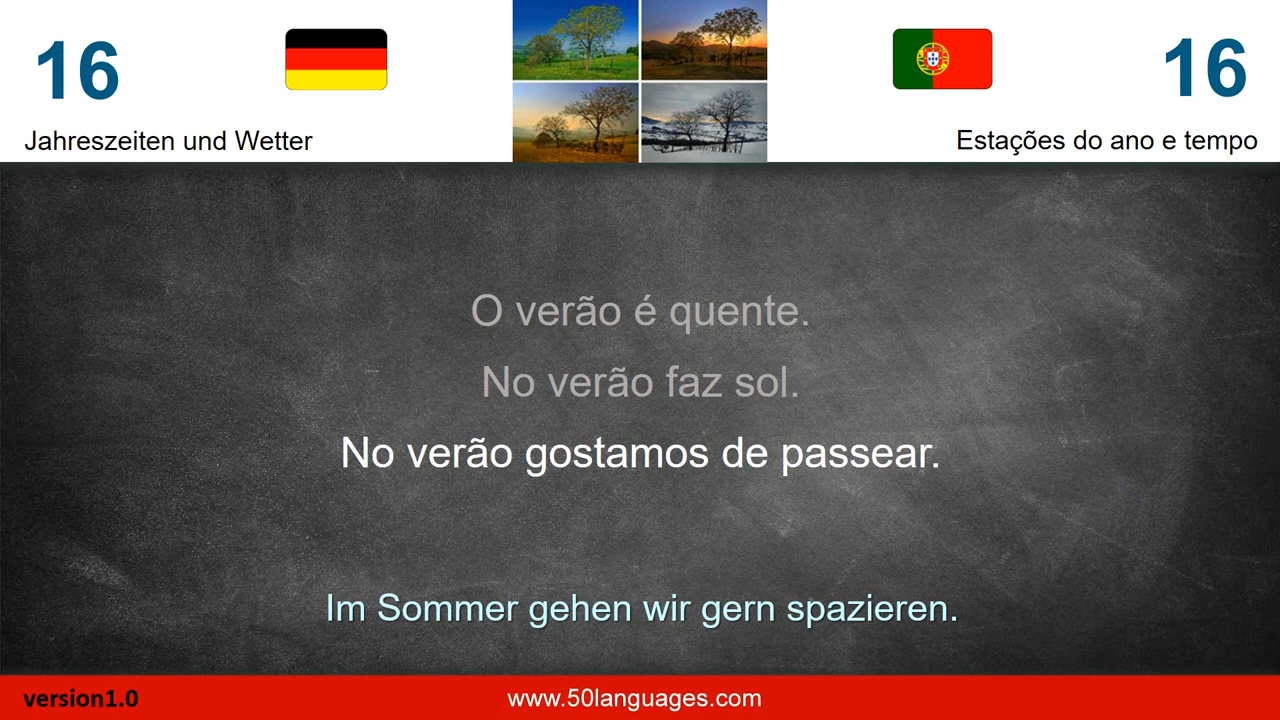 16
16
Jahreszeiten und Wetter
Estações do ano e tempo
O verão é quente.
No verão faz sol.
No verão gostamos de passear.
Im Sommer gehen wir gern spazieren.
version1.0
www.50languages.com